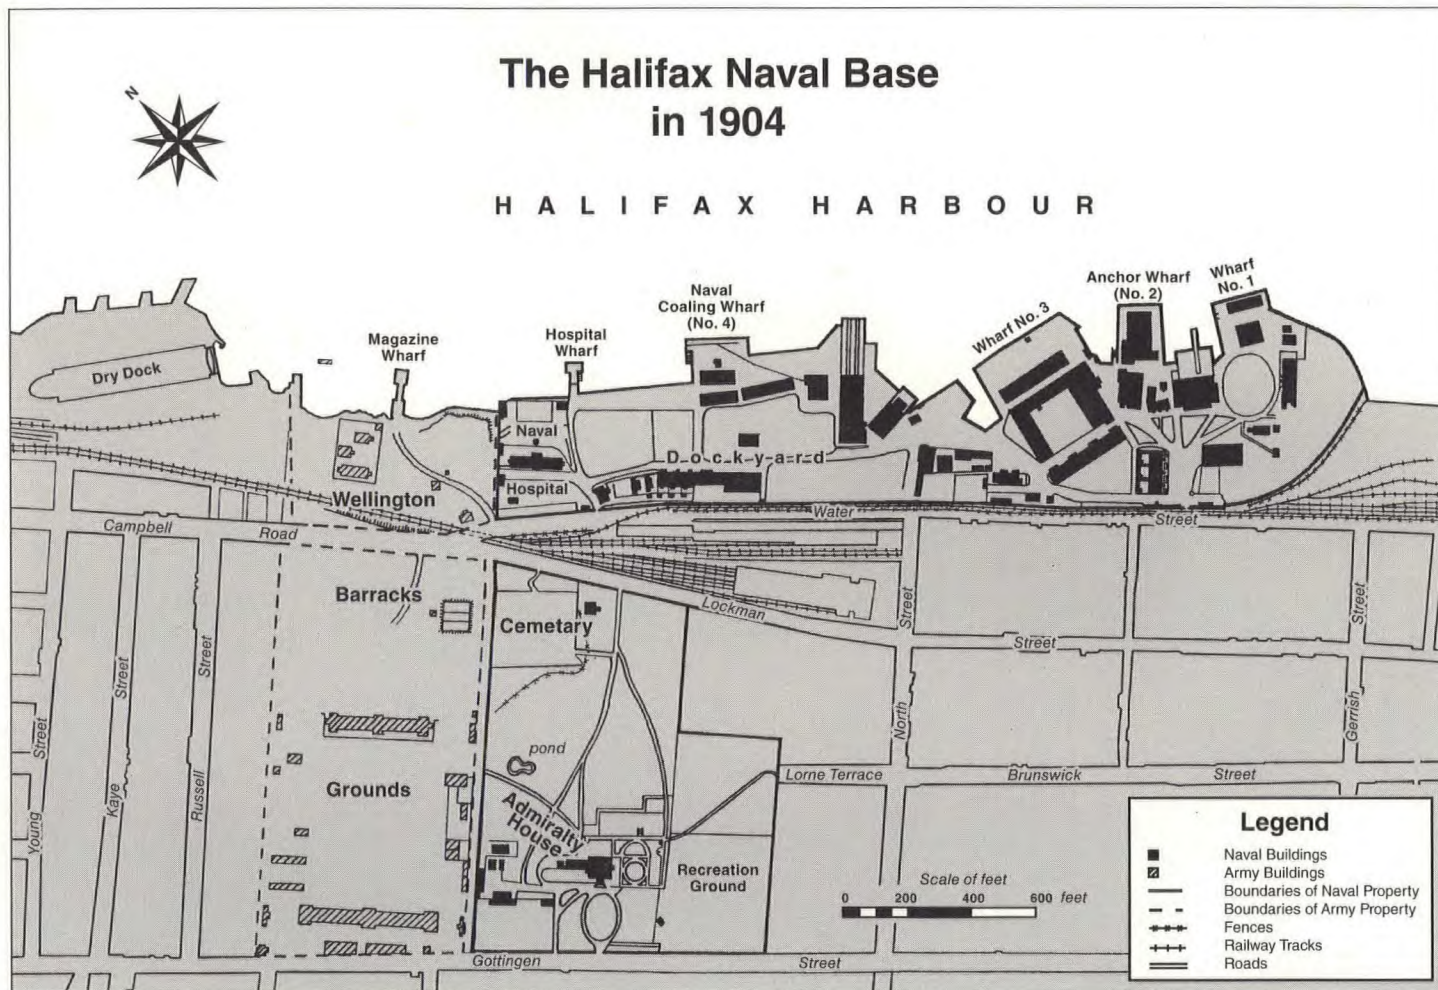 The Halifax Naval Base
in 1904
N
HALIFAX HARBOUR
Dry Dock
Magazine
Wharf
Hospital
Wharf
Naval
Coaling Wharf
(No. 4)
Wharf No. 3
Anchor Wharf
(No. 2)
Wharf
No. 1
Naval
Hospital
Dockyard
Wellington
Barracks
Grounds
Campbell
Road
Water
Street
Lockman
Street
Cemetary
pond
Admiralty
House
Recreation
Ground
Young
Street
Kaye
Street
Russell
Street
North
Street
Gerrish
Street
Lorne Terrace
Brunswick
Street
Gottingen
Street
Scale of feet
0 200 400 600 feet
Legend
Naval Buildings
Army Buildings
Boundaries of Naval Property
Boundaries of Army Property
Fences
Railway Tracks
Roads